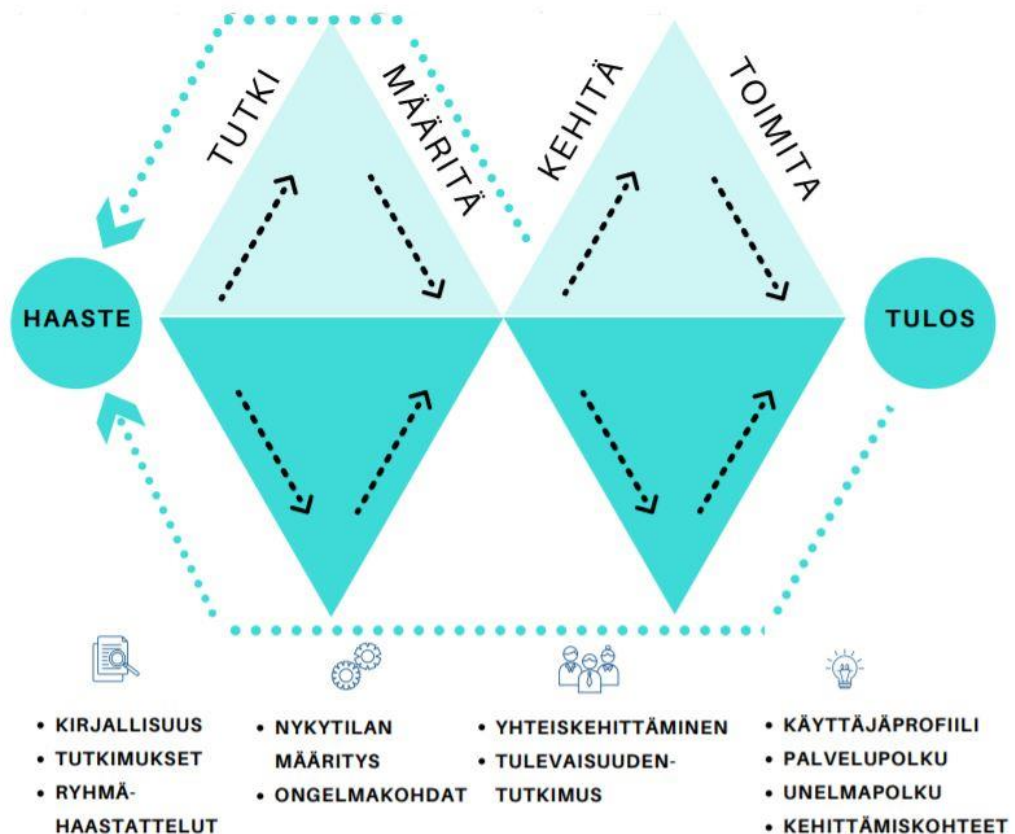 TUTKI
MÄÄRITÄ
KEHITÄ
TOIMITA
HAASTE
TULOS
• KIRJALLISUUS
• TUTKIMUKSET
• RYHMÄ-
HAASTATTELUT
• NYKYTILAN
MÄÄRITYS
• ONGELMAKOHDAT
• YHTEISKEHITTÄMINEN
• TULEVAISUUDEN-
TUTKIMUS
• KÄYTTÄJÄPROFIILI
• PALVELUPOLKU
• UNELMAPOLKU
• KEHITTÄMISKOHTEET